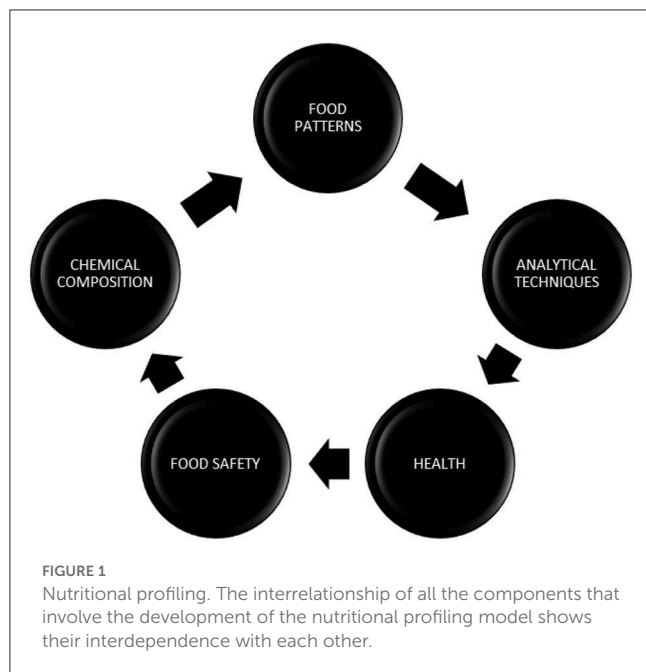 FOOD
PATTERNS
ANALYTICAL
TECHNIQUES
HEALTH
FOOD SAFETY
CHEMICAL
COMPOSITION
FIGURE 1
Nutritional profiling. The interrelationship of all the components that
involve the development of the nutritional profiling model shows
their interdependence with each other.